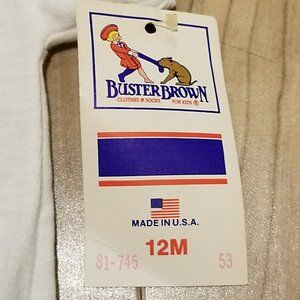 BUSTER BROWN
CLOTHES & SOCKS FOR KIDS ®
MADE IN U.S.A.
12M
81-745 53